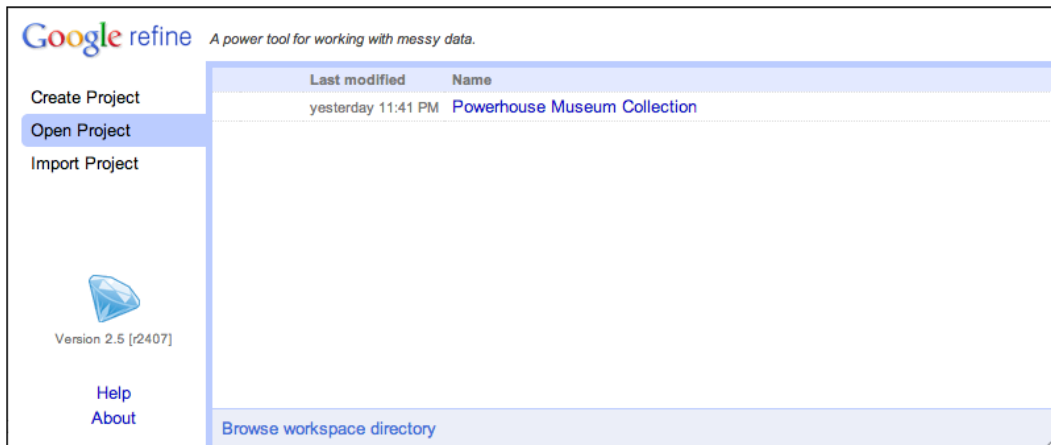 Google refine A power tool for working with messy data.
Create Project
Open Project
Import Project
Version 2.5 [r2407]
Help
About
Last modified Name
yesterday 11:41 PM Powerhouse Museum Collection
Browse workspace directory